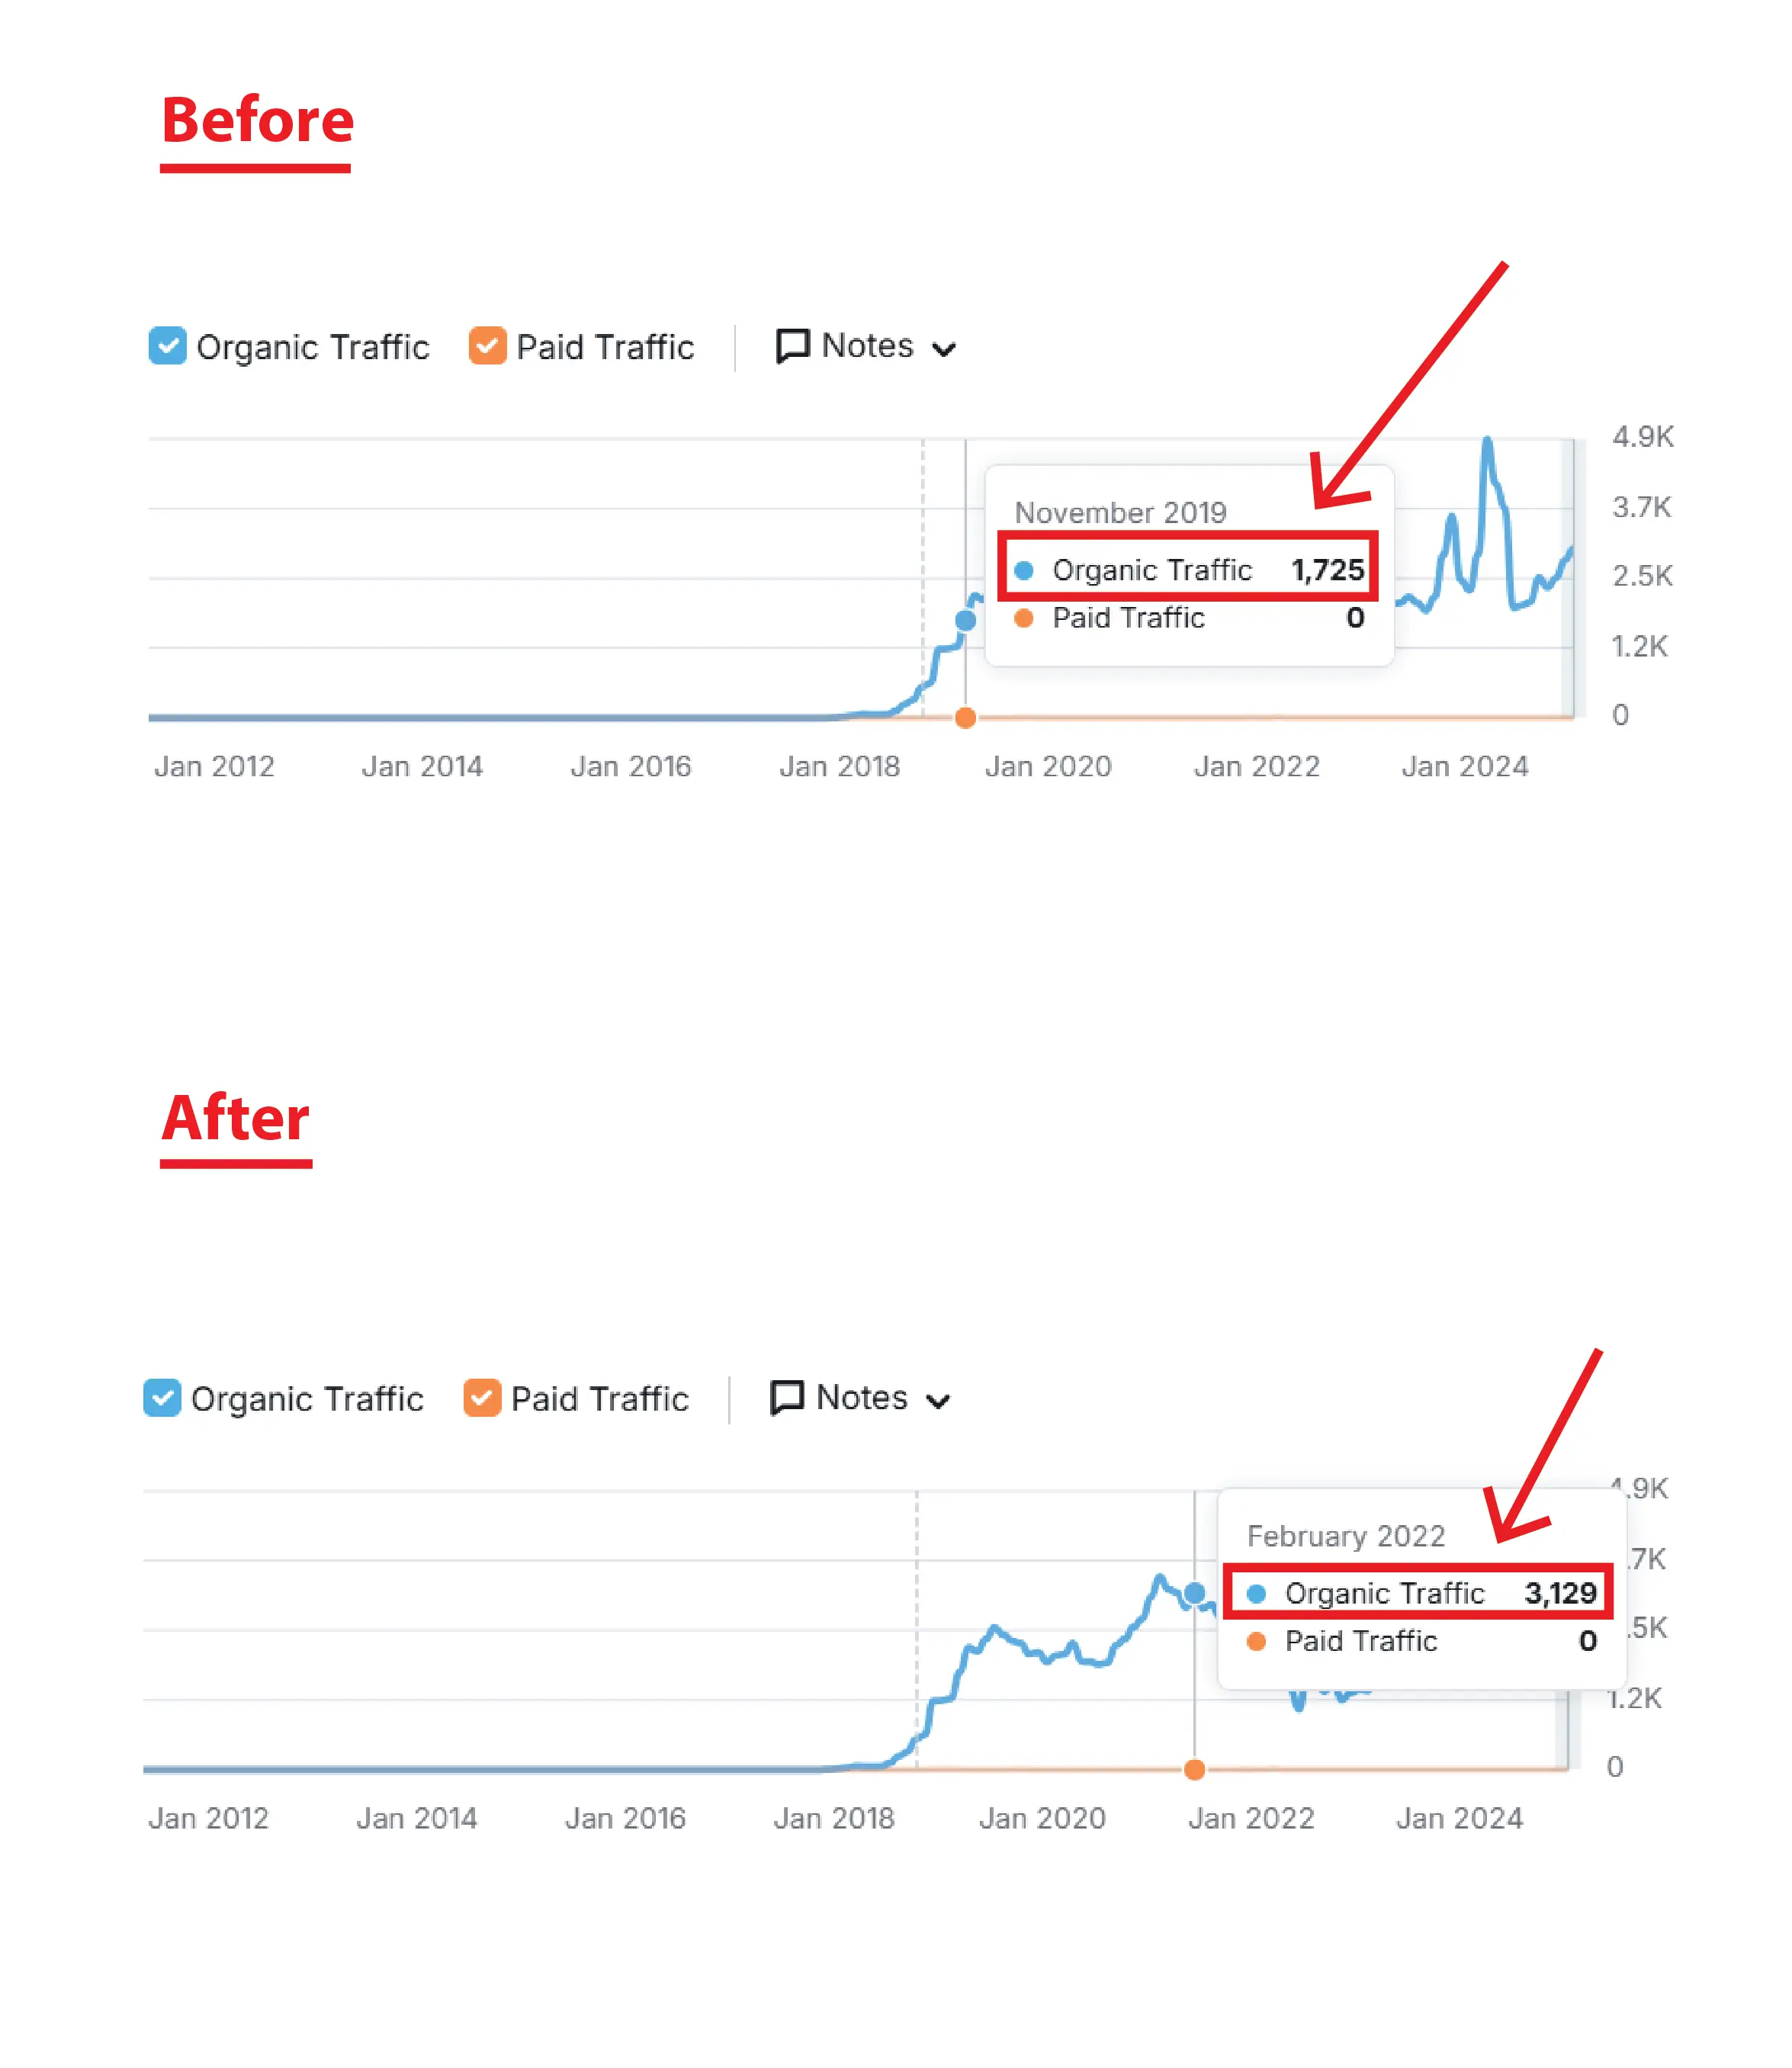 Before
Organic Traffic Paid Traffic Notes
4.9K
November 2019
3.7K
Organic Traffic 1,725
2.5K
Paid Traffic 0
1.2K
0
Jan 2012 Jan 2014 Jan 2016 Jan 2018 Jan 2020 Jan 2022 Jan 2024
After
Organic Traffic Paid Traffic Notes
.9K
February 2022
.7K
Organic Traffic 3,129
.5K
Paid Traffic 0
1.2K
0
Jan 2012 Jan 2014 Jan 2016 Jan 2018 Jan 2020 Jan 2022 Jan 2024